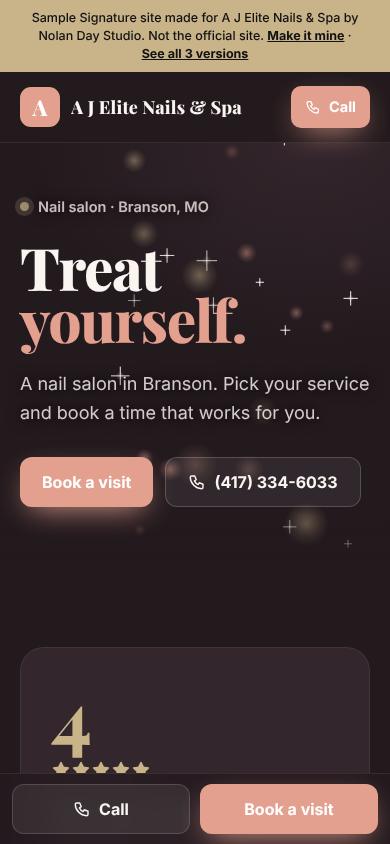 Sample Signature site made for A J Elite Nails & Spa by
Nolan Day Studio. Not the official site. Make it mine ·
See all 3 versions
A
A J Elite Nails & Spa
Call
Nail salon · Branson, MO
Treat
yourself.
A nail salon in Branson. Pick your service
and book a time that works for you.
Book a visit
(417) 334-6033
4
Call
Book a visit